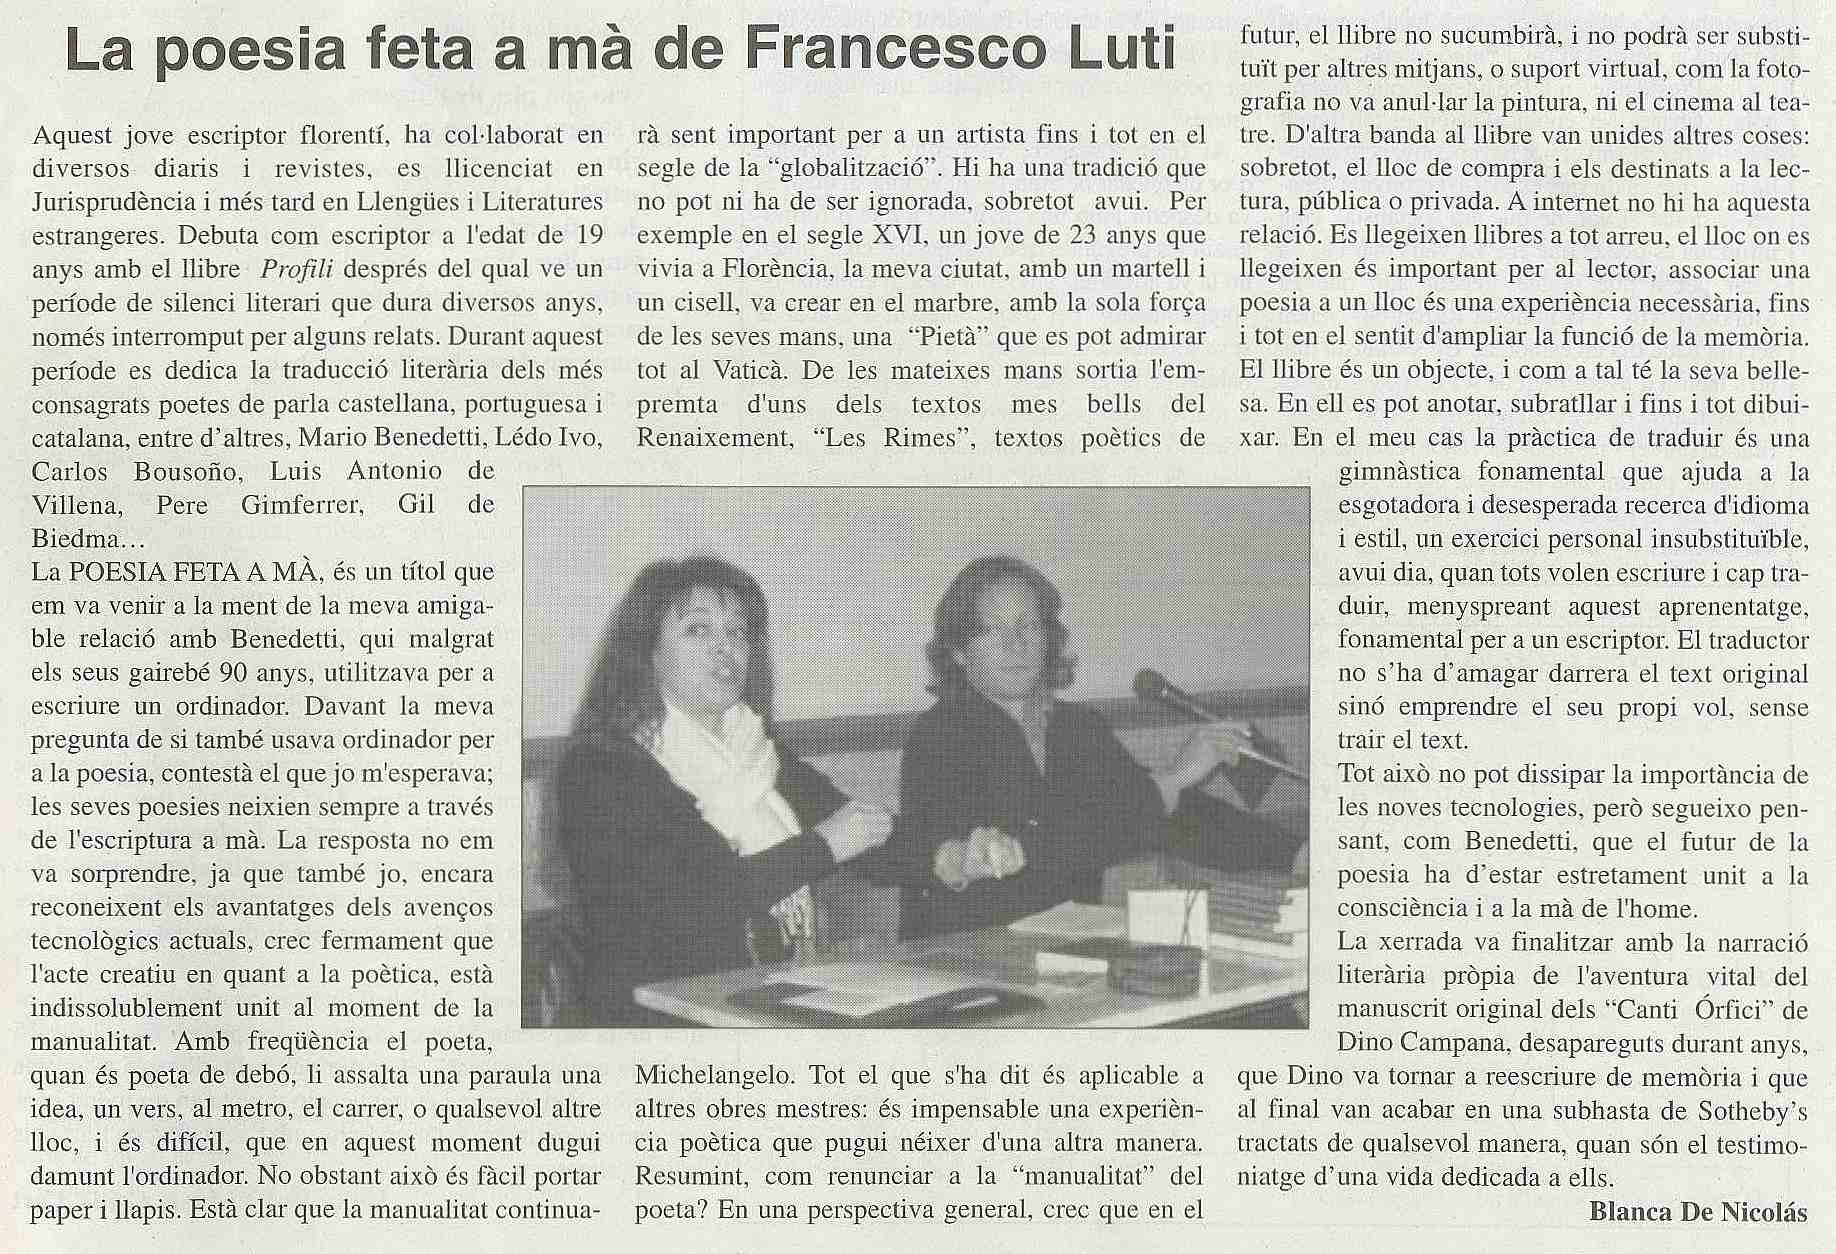 La poesia feta a mà de Francesco Luti
Aquest jove escriptor florentí, ha col·laborat en
diversos diaris i revistes, es llicenciat en
Jurisprudència i més tard en Llengües i Literatures
estrangeres. Debuta com escriptor a l'edat de 19
anys amb el llibre Profili després del qual ve un
període de silenci literari que dura diversos anys,
només interromput per alguns relats. Durant aquest
període es dedica la traducció literària dels més
consagrats poetes de parla castellana, portuguesa i
catalana, entre d’altres, Mario Benedetti, Lédo Ivo,
Carlos Bousoño, Luis Antonio de
Villena, Pere Gimferrer, Gil de
Biedma…
La POESIA FETA A MÀ, és un títol que
em va venir a la ment de la meva amiga-
ble relació amb Benedetti, qui malgrat
els seus gairebé 90 anys, utilitzava per a
escriure un ordinador. Davant la meva
pregunta de si també usava ordinador per
a la poesia, contestà el que jo m'esperava;
les seves poesies neixien sempre a través
de l'escriptura a mà. La resposta no em
va sorprendre, ja que també jo, encara
reconeixent els avantatges dels avenços
tecnològics actuals, crec fermament que
l'acte creatiu en quant a la poètica, està
indissolublement unit al moment de la
manualitat. Amb freqüència el poeta,
quan és poeta de debó, li assalta una paraula una
idea, un vers, al metro, el carrer, o qualsevol altre
lloc, i és difícil, que en aquest moment dugui
damunt l'ordinador. No obstant això és fàcil portar
paper i llapis. Està clar que la manualitat continua-
rà sent important per a un artista fins i tot en el
segle de la “globalització”. Hi ha una tradició que
no pot ni ha de ser ignorada, sobretot avui. Per
exemple en el segle XVI, un jove de 23 anys que
vivia a Florència, la meva ciutat, amb un martell i
un cisell, va crear en el marbre, amb la sola força
de les seves mans, una “Pietà” que es pot admirar
tot al Vaticà. De les mateixes mans sortia l'em-
premta d'uns dels textos mes bells del
Renaixement, “Les Rimes”, textos poètics de
Michelangelo. Tot el que s'ha dit és aplicable a
altres obres mestres: és impensable una experièn-
cia poètica que pugui néixer d'una altra manera.
Resumint, com renunciar a la “manualitat” del
poeta? En una perspectiva general, crec que en el
futur, el llibre no sucumbirà, i no podrà ser substi-
tuït per altres mitjans, o suport virtual, com la foto-
grafia no va anul·lar la pintura, ni el cinema al tea-
tre. D'altra banda al llibre van unides altres coses:
sobretot, el lloc de compra i els destinats a la lec-
tura, pública o privada. A internet no hi ha aquesta
relació. Es llegeixen llibres a tot arreu, el lloc on es
llegeixen és important per al lector, associar una
poesia a un lloc és una experiència necessària, fins
i tot en el sentit d'ampliar la funció de la memòria.
El llibre és un objecte, i com a tal té la seva belle-
sa. En ell es pot anotar, subratllar i fins i tot dibui-
xar. En el meu cas la pràctica de traduir és una
gimnàstica fonamental que ajuda a la
esgotadora i desesperada recerca d'idioma
i estil, un exercici personal insubstituïble,
avui dia, quan tots volen escriure i cap tra-
duir, menyspreant aquest aprenentatge,
fonamental per a un escriptor. El traductor
no s’ha d’amagar darrera el text original
sinó emprendre el seu propi vol, sense
trair el text.
Tot això no pot dissipar la importància de
les noves tecnologies, però segueixo pen-
sant, com Benedetti, que el futur de la
poesia ha d’estar estretament unit a la
consciència i a la mà de l'home.
La xerrada va finalitzar amb la narració
literària pròpia de l'aventura vital del
manuscrit original dels “Canti Órfici” de
Dino Campana, desapareguts durant anys,
que Dino va tornar a reescriure de memòria i que
al final van acabar en una subhasta de Sotheby’s
tractats de qualsevol manera, quan són el testimo-
niatge d’una vida dedicada a ells.
Blanca De Nicolás